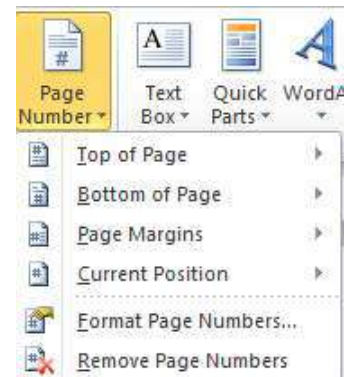 Page Text Quick WordA
Number Box Parts
Top of Page
Bottom of Page
Page Margins
Current Position
Format Page Numbers...
Remove Page Numbers